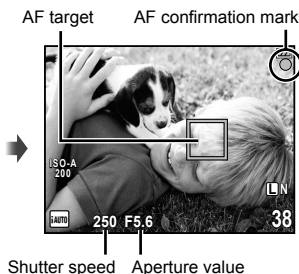 AF target AF confirmation mark
ISO-A
200
L N
iAUTO 250 F5.6 38
Shutter speed Aperture value